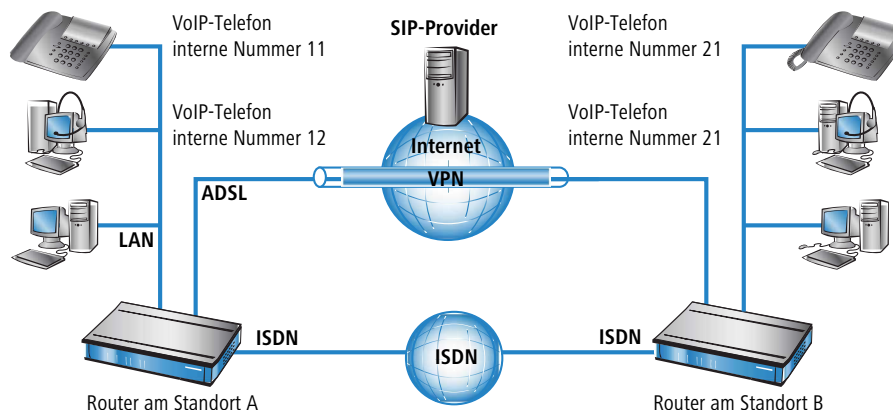 VoIP-Telefon
interne Nummer 11
SIP-Provider
VoIP-Telefon
interne Nummer 21
VoIP-Telefon
interne Nummer 12
VoIP-Telefon
interne Nummer 21
Internet
VPN
ADSL
LAN
ISDN
ISDN
ISDN
Router am Standort A
Router am Standort B